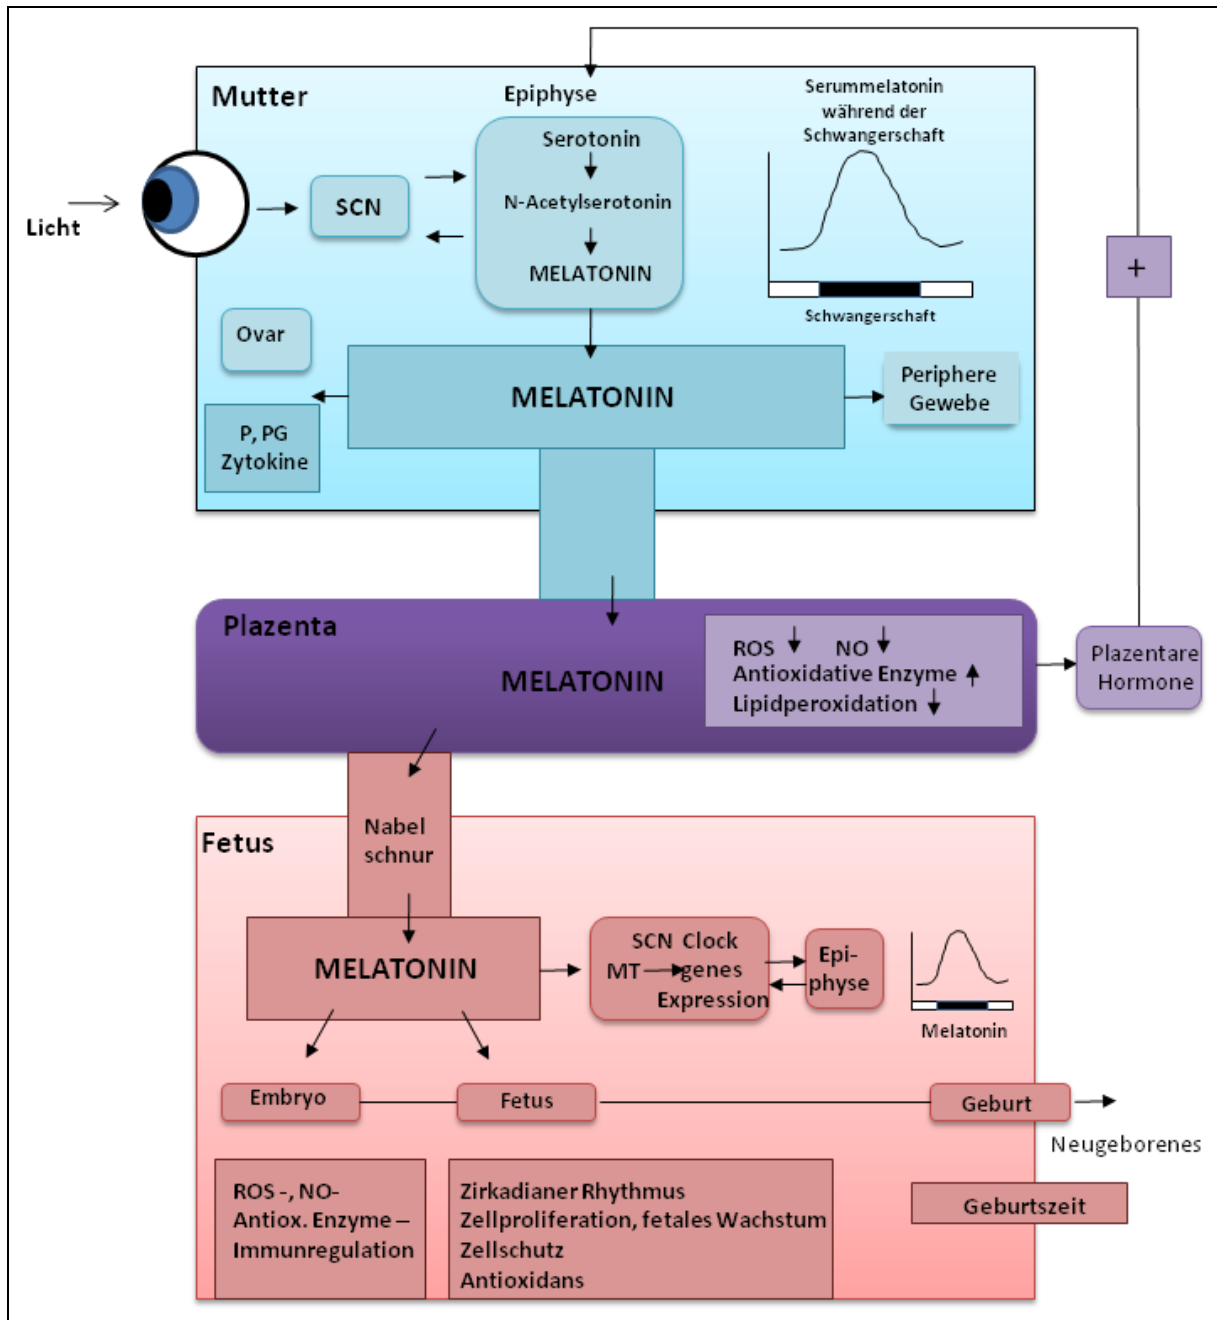 Mutter
Epiphyse
Serotonin
N-Acetylserotonin
MELATONIN
Serummelatonin
während der
Schwangerschaft
Schwangerschaft
Licht
SCN
+
Ovar
P, PG
Zytokine
MELATONIN
Periphere
Gewebe
Plazenta
MELATONIN
ROS NO
Antioxidative Enzyme
Lipidperoxidation
Plazentare
Hormone
Nabel
schnur
Fetus
MELATONIN
SCN Clock
MT genes
Expression
Epi-
physe
Melatonin
Embryo
Fetus
Geburt
Neugeborenes
ROS -, NO-
Antiox. Enzyme –
Immunregulation
Zirkadianer Rhythmus
Zellproliferation, fetales Wachstum
Zellschutz
Antioxidans
Geburtszeit